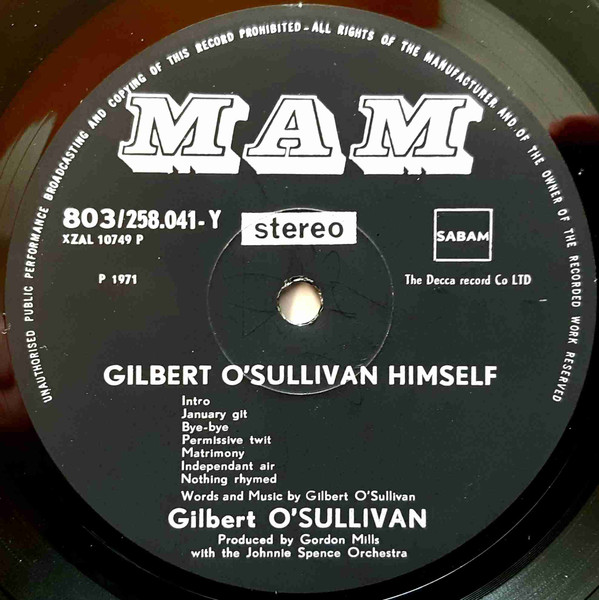 UNAUTHORISED PUBLIC PERFORMANCE BROADCASTING AND COPYING OF THIS RECORD PROHIBITED – ALL RIGHTS OF THE MANUFACTURER AND OF THE OWNER OF THE RECORDED WORK RESERVED
MAM
803/258.041-Y
XZAL 10749 P
stereo
SABAM
P 1971
The Decca record Co LTD
GILBERT O'SULLIVAN HIMSELF
Intro
January git
Bye-bye
Permissive twit
Matrimony
Independant air
Nothing rhymed
Words and Music by Gilbert O'Sullivan
Gilbert O'SULLIVAN
Produced by Gordon Mills
with the Johnnie Spence Orchestra